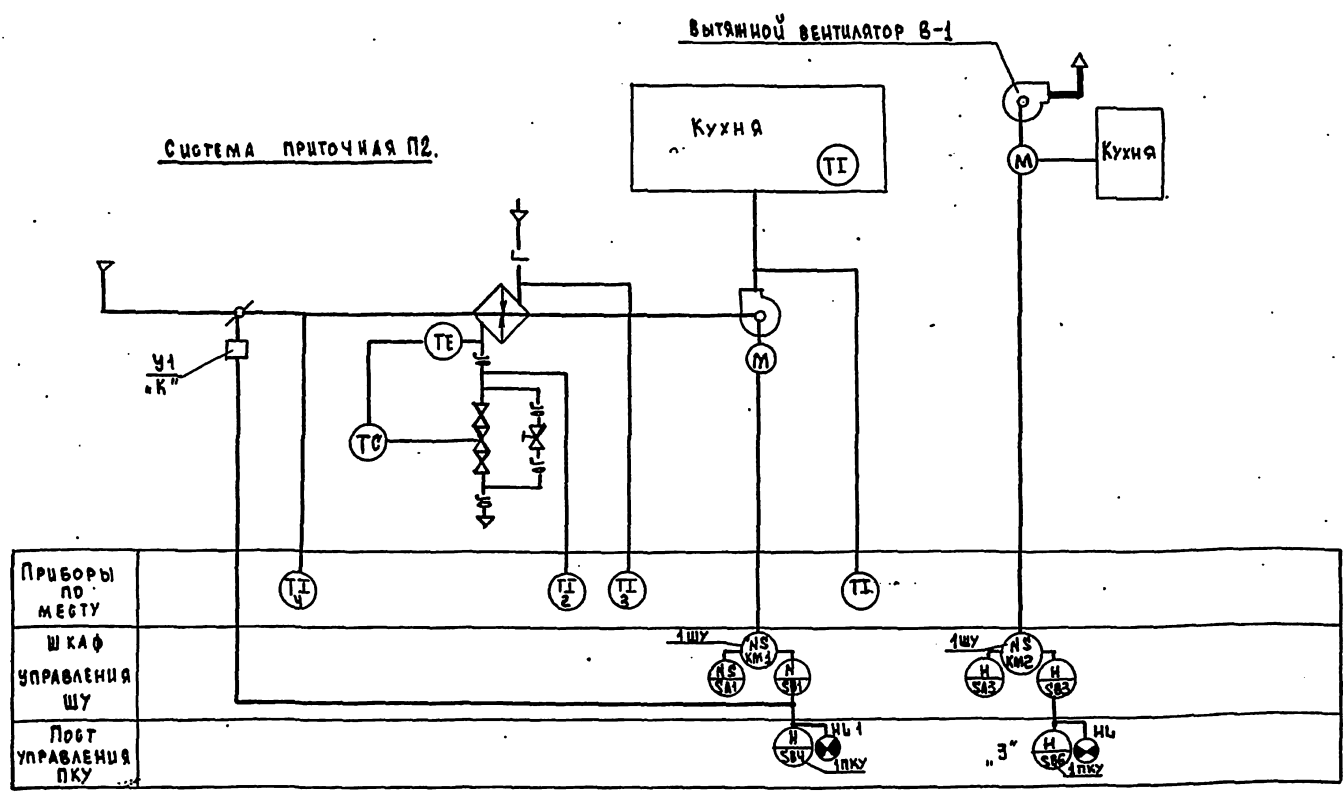 Вытяжной вентилятор В-1
Система приточная П2.
Кухня
TI
M
Кухня
У1
„К"
TE
TC
M
Приборы
по
месту
TI
4
TI
2
TI
3
TI
Шкаф
управления
ШУ
1ШУ
NS
KM1
NS
SA1
H
SB1
1ШУ
NS
KM2
H
SA3
H
SB3
Пост
управления
ПКУ
H
SB4
HL1
1ПКУ
„З"
H
SB6
HL
1ПКУ